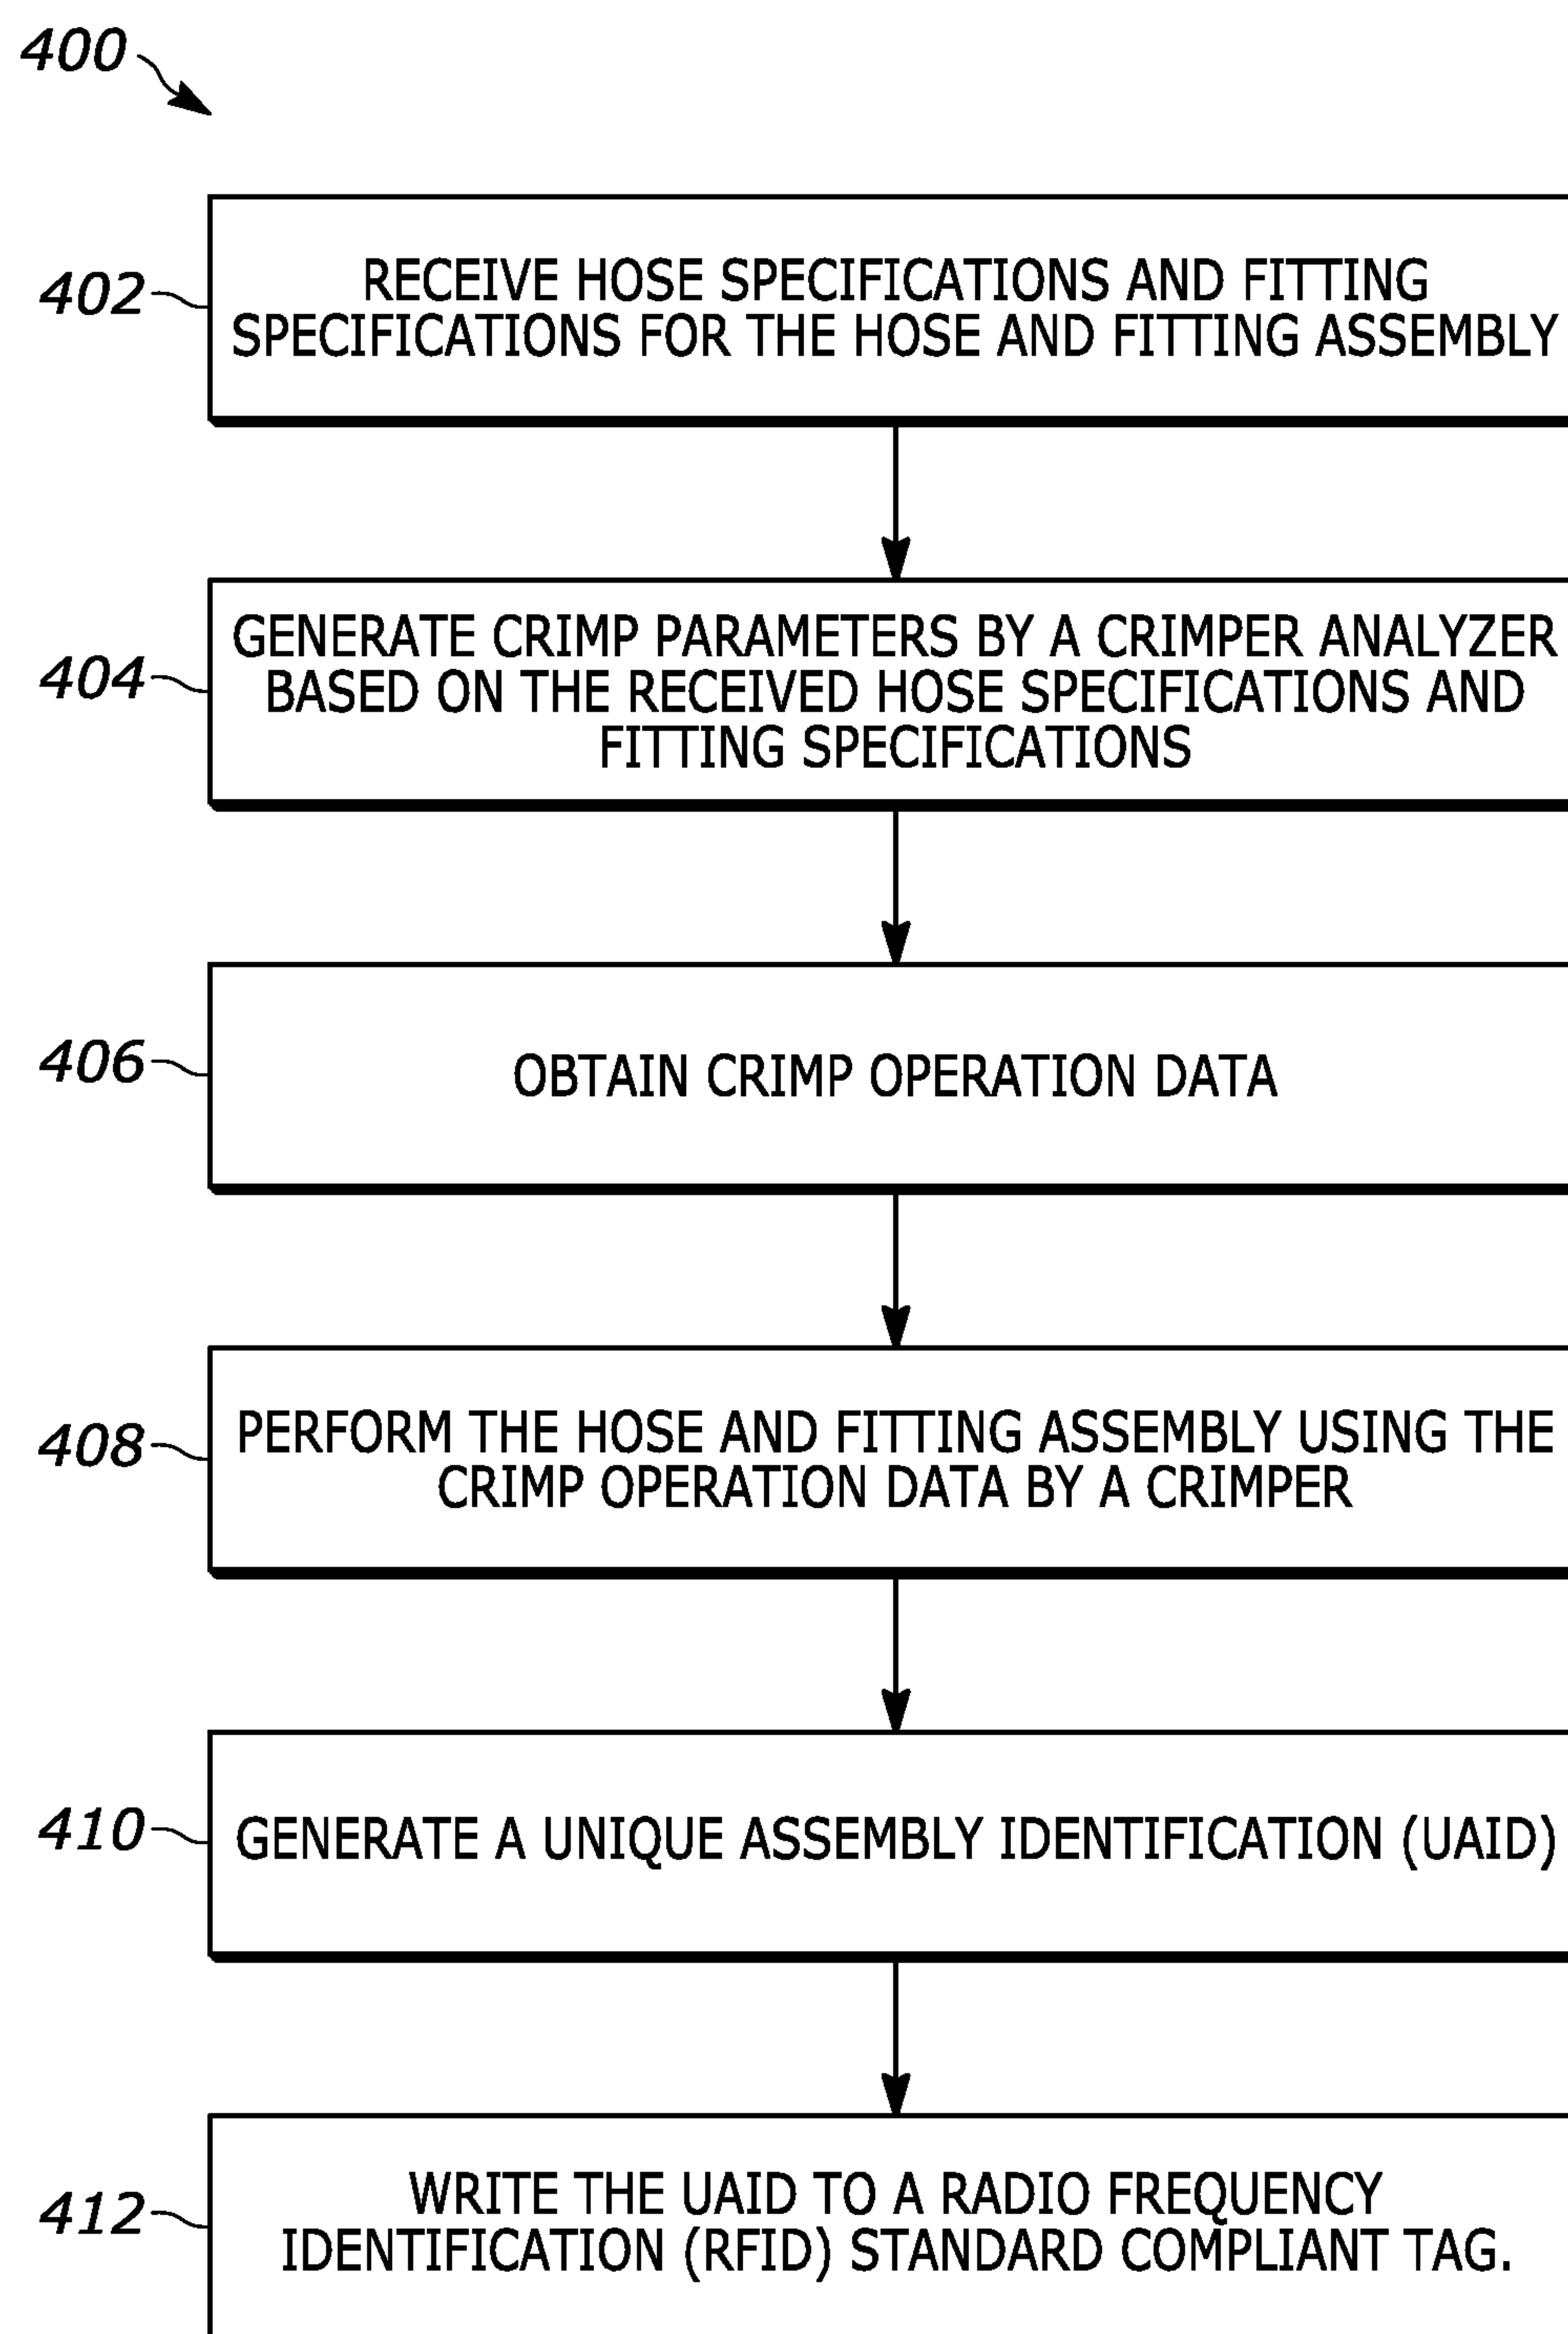 400
402
RECEIVE HOSE SPECIFICATIONS AND FITTING
SPECIFICATIONS FOR THE HOSE AND FITTING ASSEMBLY
404
GENERATE CRIMP PARAMETERS BY A CRIMPER ANALYZER
BASED ON THE RECEIVED HOSE SPECIFICATIONS AND
FITTING SPECIFICATIONS
406
OBTAIN CRIMP OPERATION DATA
408
PERFORM THE HOSE AND FITTING ASSEMBLY USING THE
CRIMP OPERATION DATA BY A CRIMPER
410
GENERATE A UNIQUE ASSEMBLY IDENTIFICATION (UAID)
412
WRITE THE UAID TO A RADIO FREQUENCY
IDENTIFICATION (RFID) STANDARD COMPLIANT TAG.